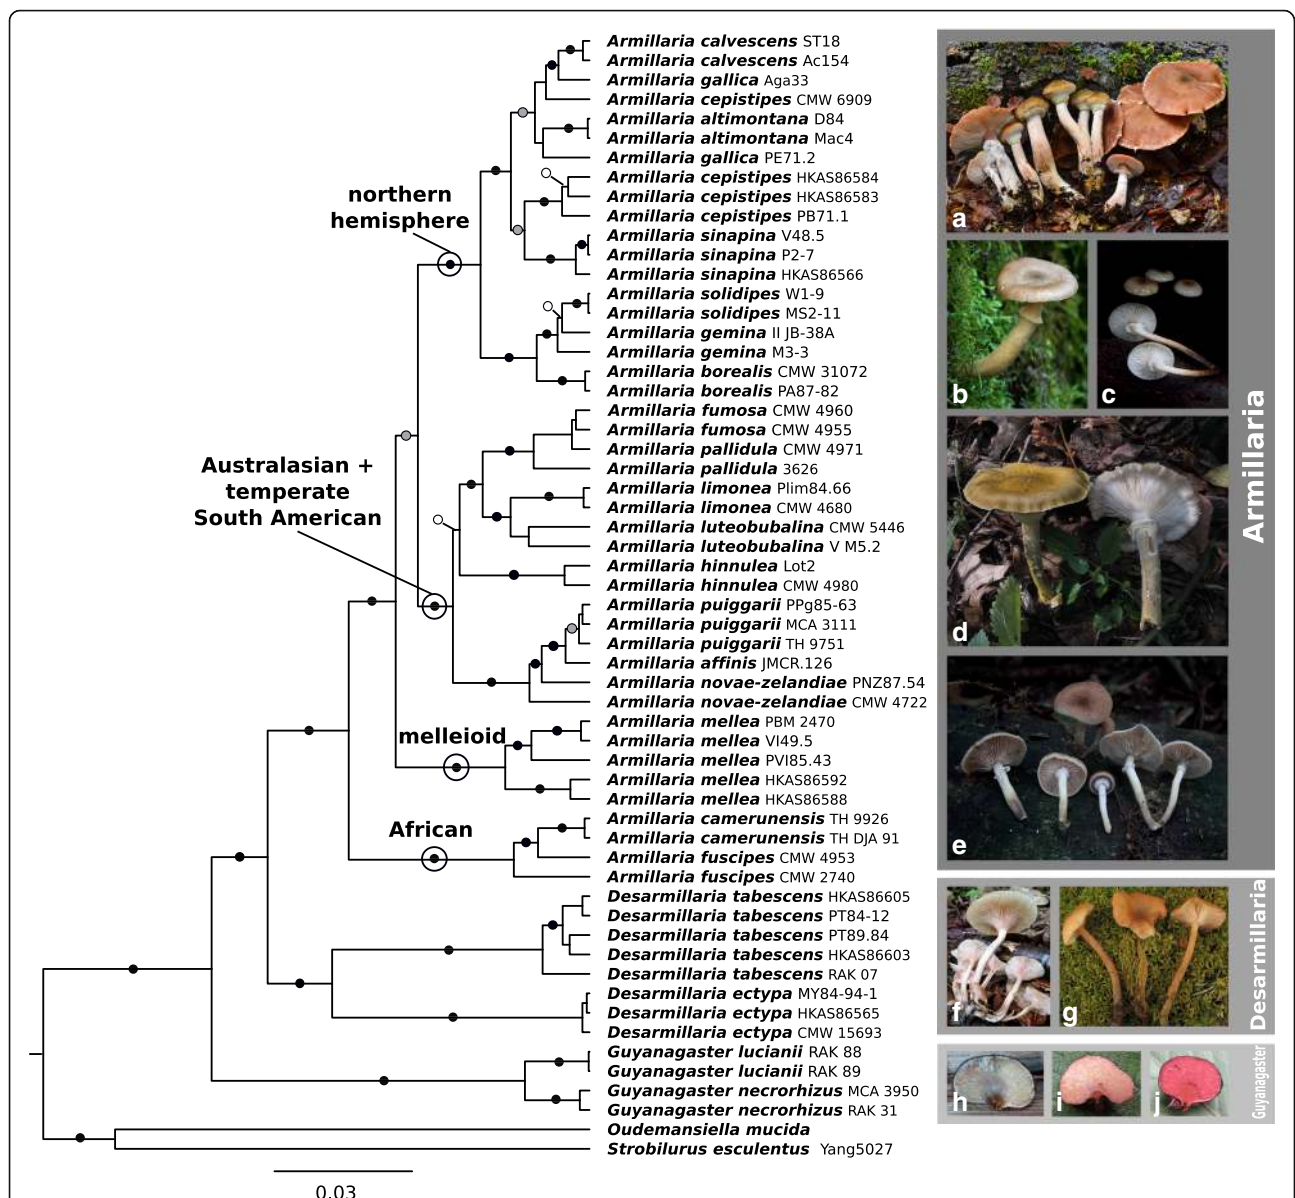 Armillaria calvescens ST18
Armillaria calvescens Ac154
Armillaria gallica Aga33
Armillaria cepistipes CMW 6909
Armillaria altimontana D84
Armillaria altimontana Mac4
Armillaria gallica PE71.2
Armillaria cepistipes HKAS86584
Armillaria cepistipes HKAS86583
Armillaria cepistipes PB71.1
Armillaria sinapina V48.5
Armillaria sinapina P2-7
Armillaria sinapina HKAS86566
Armillaria solidipes W1-9
Armillaria solidipes MS2-11
Armillaria gemina II JB-38A
Armillaria gemina M3-3
Armillaria borealis CMW 31072
Armillaria borealis PA87-82
Armillaria fumosa CMW 4960
Armillaria fumosa CMW 4955
Armillaria pallidula CMW 4971
Armillaria pallidula 3626
Armillaria limonea Plim84.66
Armillaria limonea CMW 4680
Armillaria luteobubalina CMW 5446
Armillaria luteobubalina V M5.2
Armillaria hinnulea Lot2
Armillaria hinnulea CMW 4980
Armillaria puiggarii PPg85-63
Armillaria puiggarii MCA 3111
Armillaria puiggarii TH 9751
Armillaria affinis JMCR.126
Armillaria novae-zelandiae PNZ87.54
Armillaria novae-zelandiae CMW 4722
Armillaria mellea PBM 2470
Armillaria mellea VI49.5
Armillaria mellea PVI85.43
Armillaria mellea HKAS86592
Armillaria mellea HKAS86588
Armillaria camerunensis TH 9926
Armillaria camerunensis TH DJA 91
Armillaria fuscipes CMW 4953
Armillaria fuscipes CMW 2740
Desarmillaria tabescens HKAS86605
Desarmillaria tabescens PT84-12
Desarmillaria tabescens PT89.84
Desarmillaria tabescens HKAS86603
Desarmillaria tabescens RAK 07
Desarmillaria ectypa MY84-94-1
Desarmillaria ectypa HKAS86565
Desarmillaria ectypa CMW 15693
Guyanagaster lucianii RAK 88
Guyanagaster lucianii RAK 89
Guyanagaster necrorhizus MCA 3950
Guyanagaster necrorhizus RAK 31
Oudemansiella mucida
Strobilurus esculentus Yang5027
northern
hemisphere
Australasian +
temperate
South American
melleioid
African
0.03
a
b
c
d
e
Armillaria
f
g
Desarmillaria
h
i
j
Guyanagaster